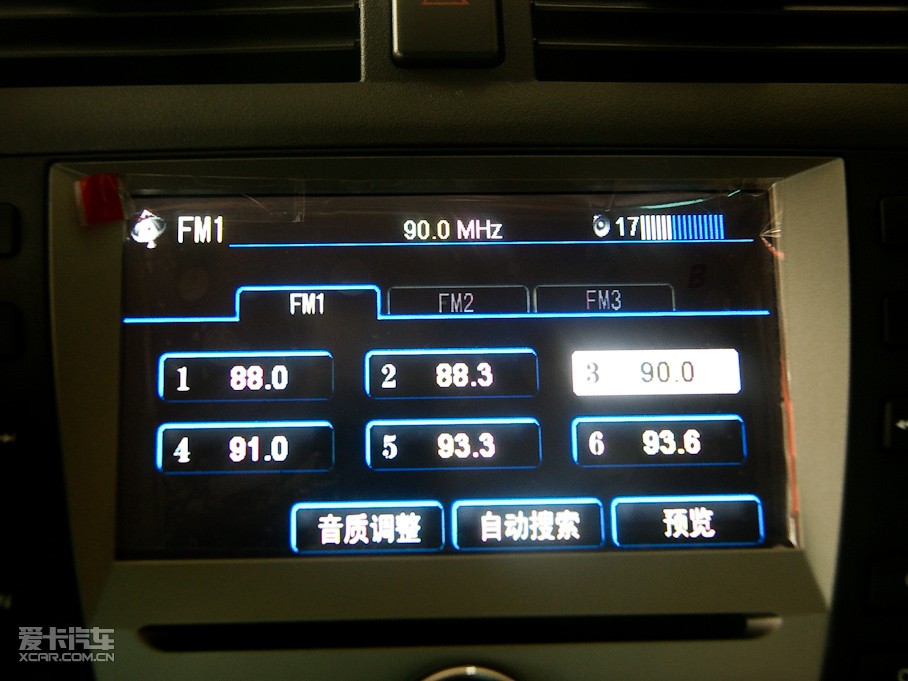 FM1 90.0 MHz 17
FM1 FM2 FM3
1 88.0 2 88.3 3 90.0
4 91.0 5 93.3 6 93.6
音质调整 自动搜索 预览
爱卡汽车
XCAR.COM.CN